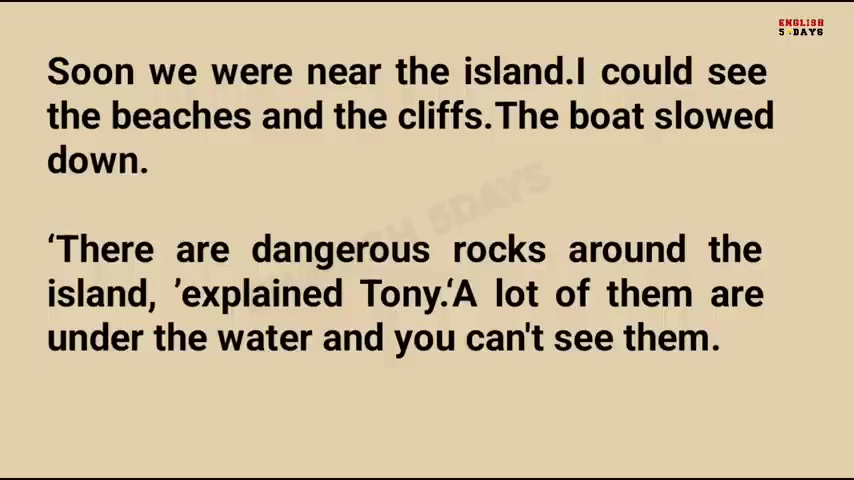 ENGLISH
5 DAYS
Soon we were near the island.I could see
the beaches and the cliffs.The boat slowed
down.
‘There are dangerous rocks around the
island, ’explained Tony.‘A lot of them are
under the water and you can't see them.
ENGLISH 5DAYS